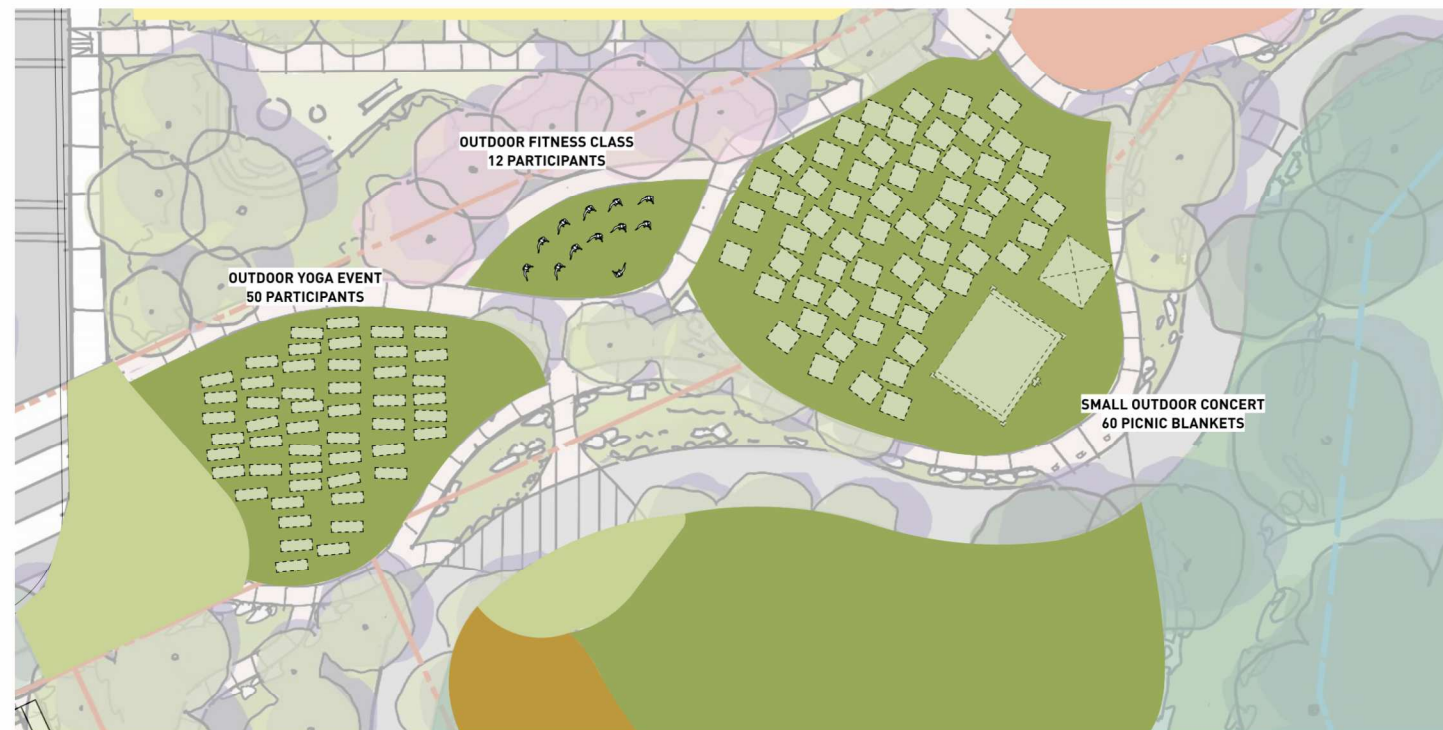 OUTDOOR FITNESS CLASS
12 PARTICIPANTS
OUTDOOR YOGA EVENT
50 PARTICIPANTS
SMALL OUTDOOR CONCERT
60 PICNIC BLANKETS